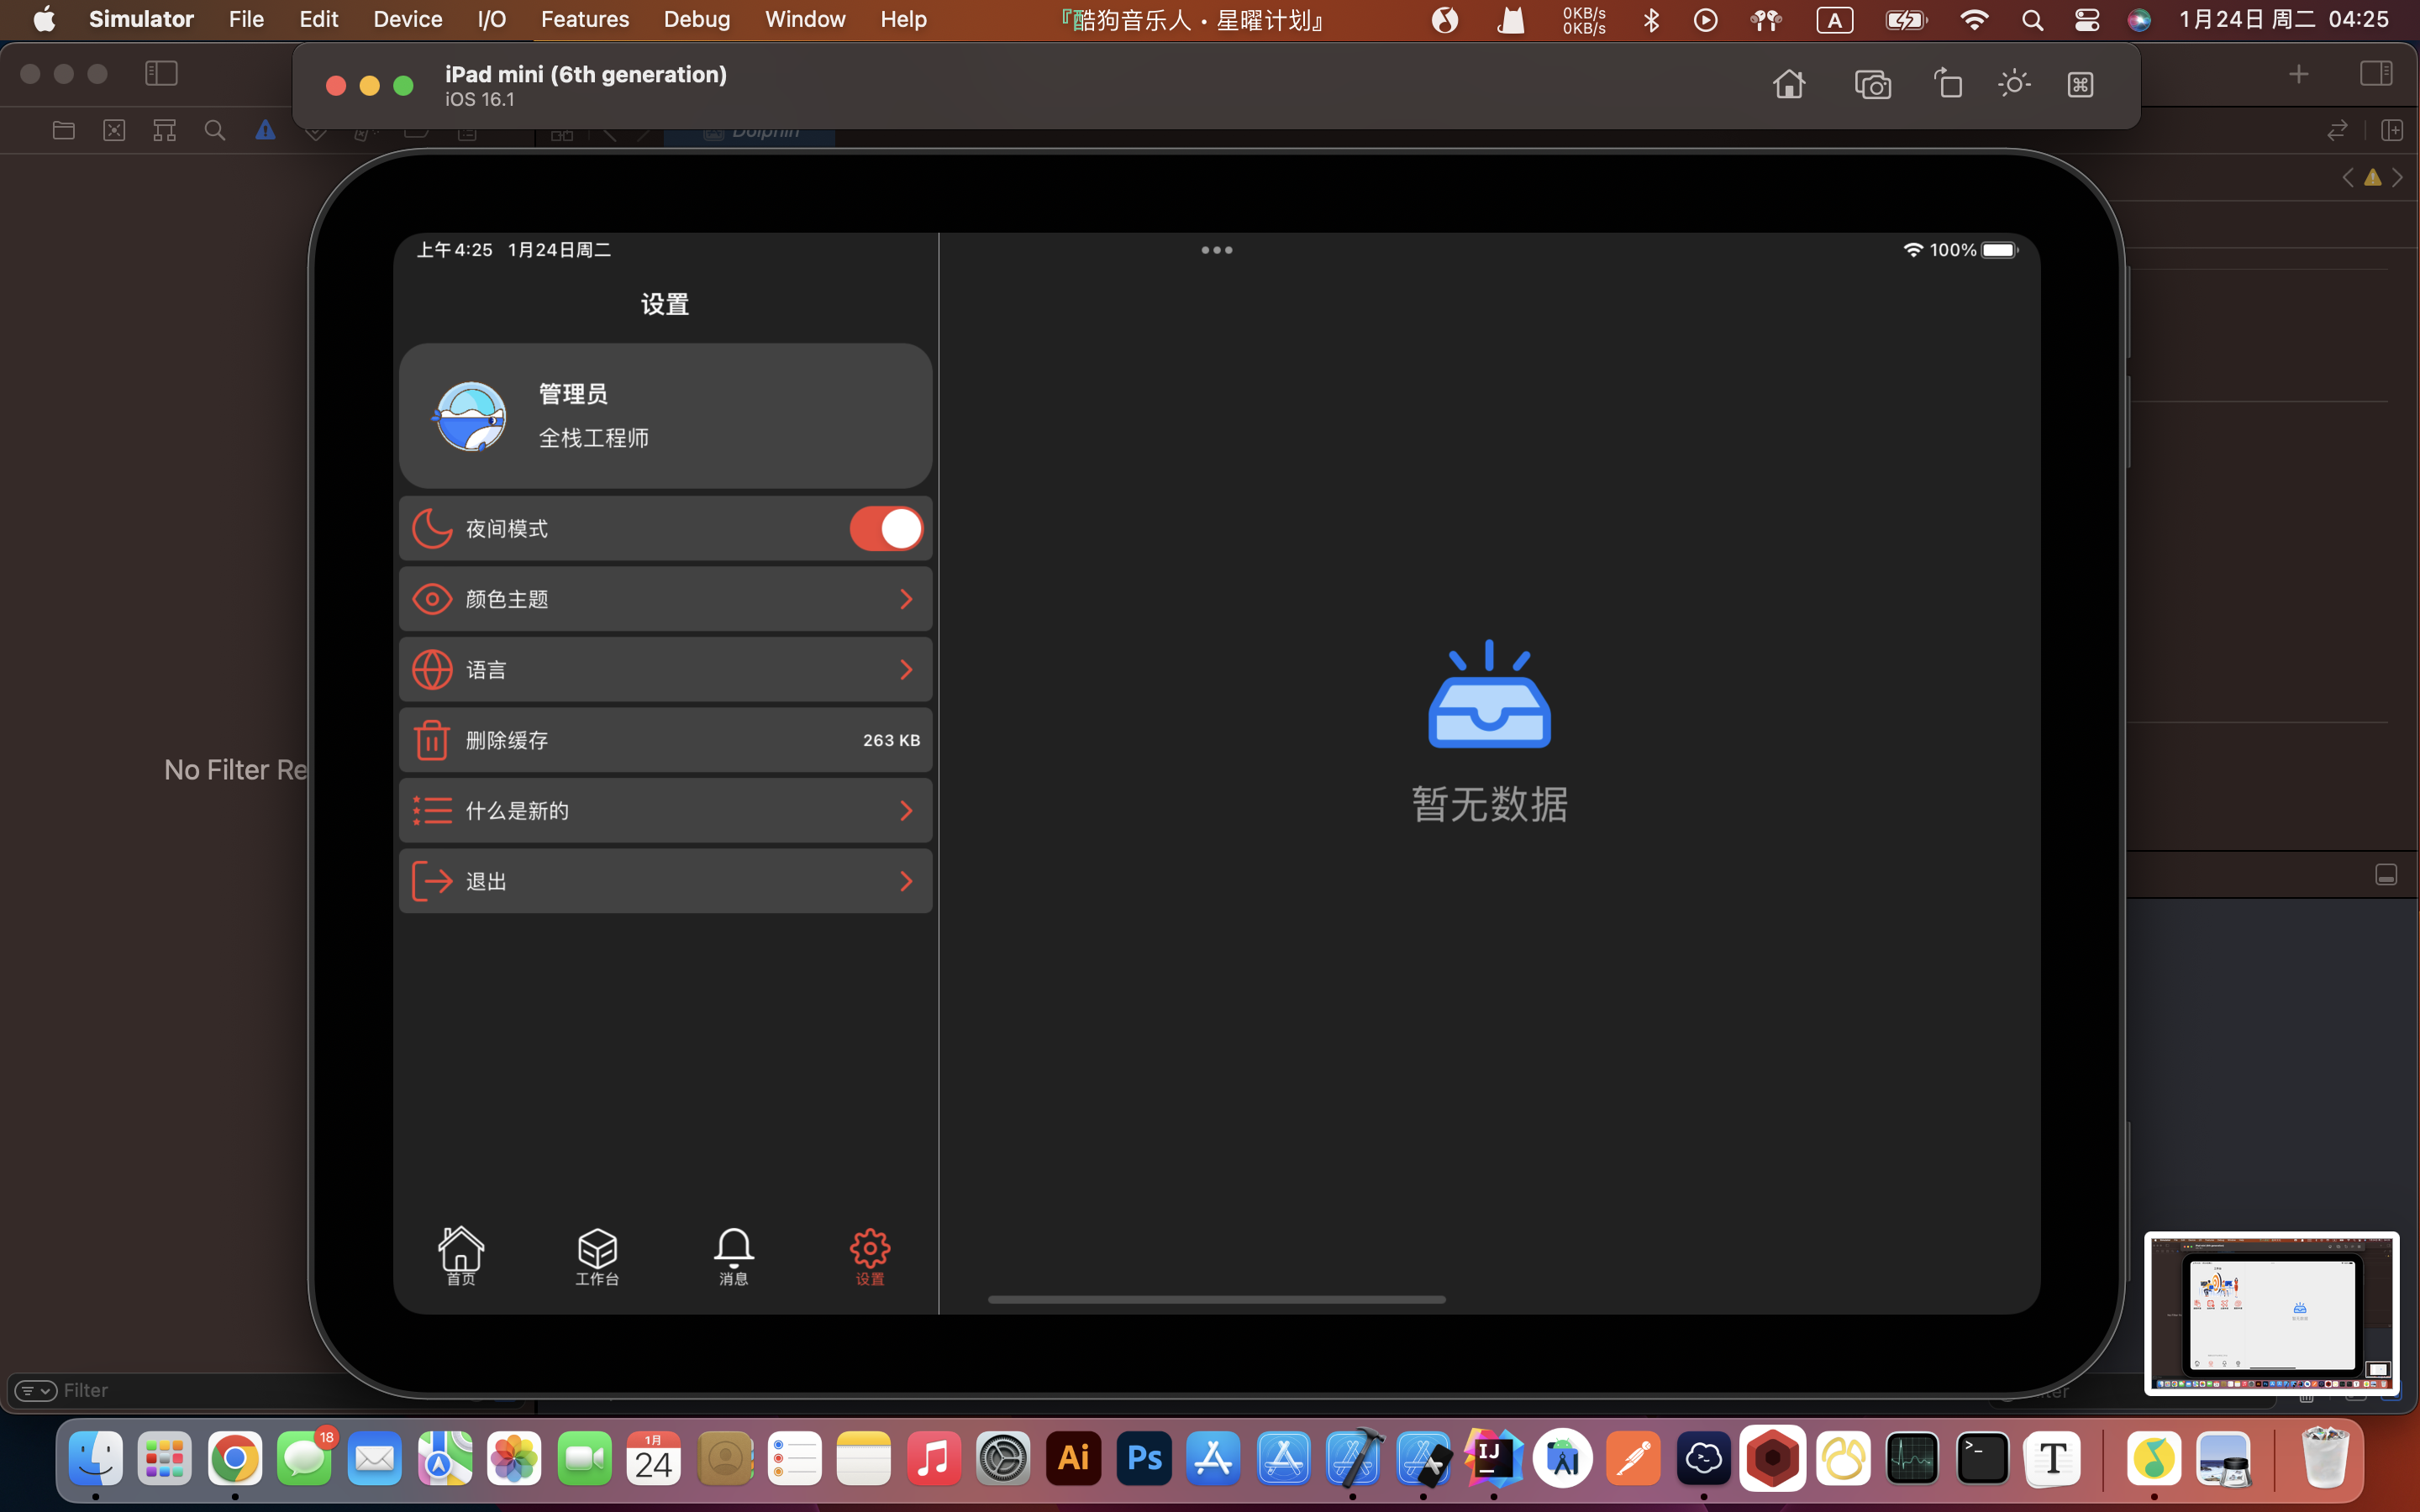 Simulator File Edit Device I/O Features Debug Window Help 『酷狗音乐人・星曜计划』 0KB/s 0KB/s A 1月24日 周二 04:25
iPad mini (6th generation)
iOS 16.1
Dolphin
上午4:25 1月24日周二 100%
设置
管理员
全栈工程师
夜间模式
颜色主题
语言
删除缓存 263 KB
什么是新的
退出
No Filter Re
暂无数据
首页 工作台 消息 设置
Filter
18
1月
24
Ai
Ps
IJ
T